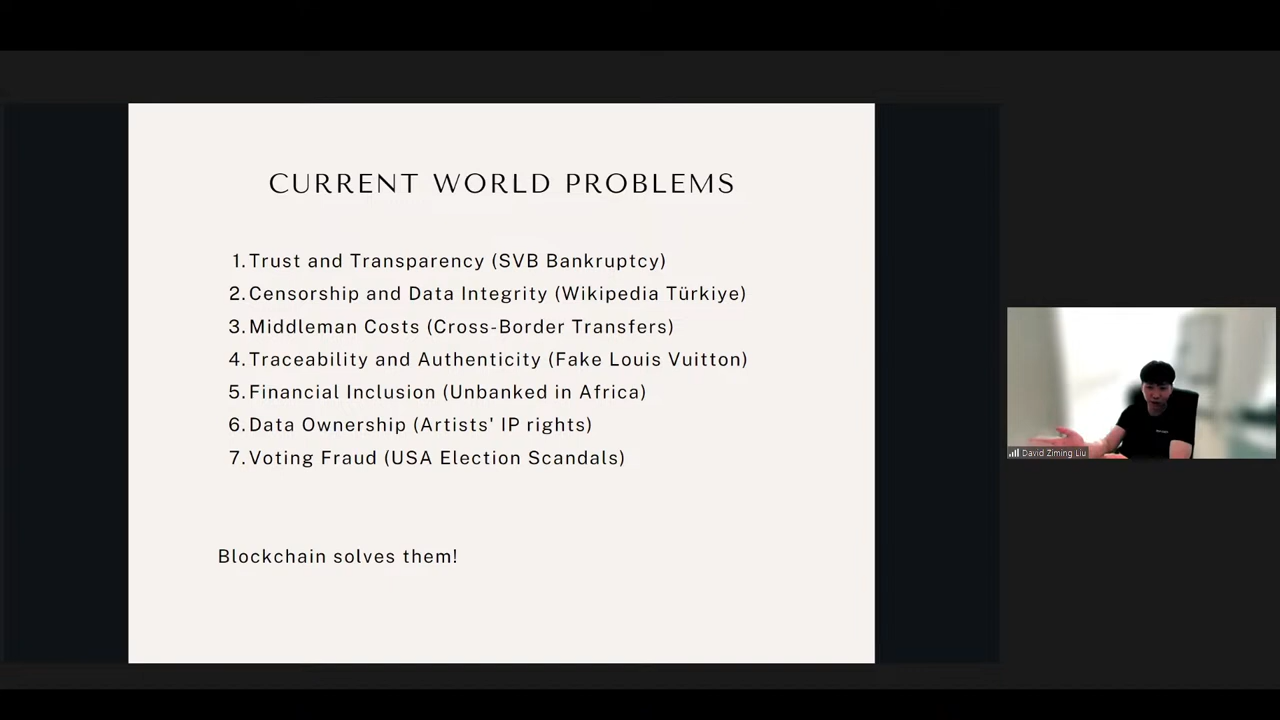 CURRENT WORLD PROBLEMS
1. Trust and Transparency (SVB Bankruptcy)
2. Censorship and Data Integrity (Wikipedia Türkiye)
3. Middleman Costs (Cross-Border Transfers)
4. Traceability and Authenticity (Fake Louis Vuitton)
5. Financial Inclusion (Unbanked in Africa)
6. Data Ownership (Artists' IP rights)
7. Voting Fraud (USA Election Scandals)
Blockchain solves them!
David Ziming Liu